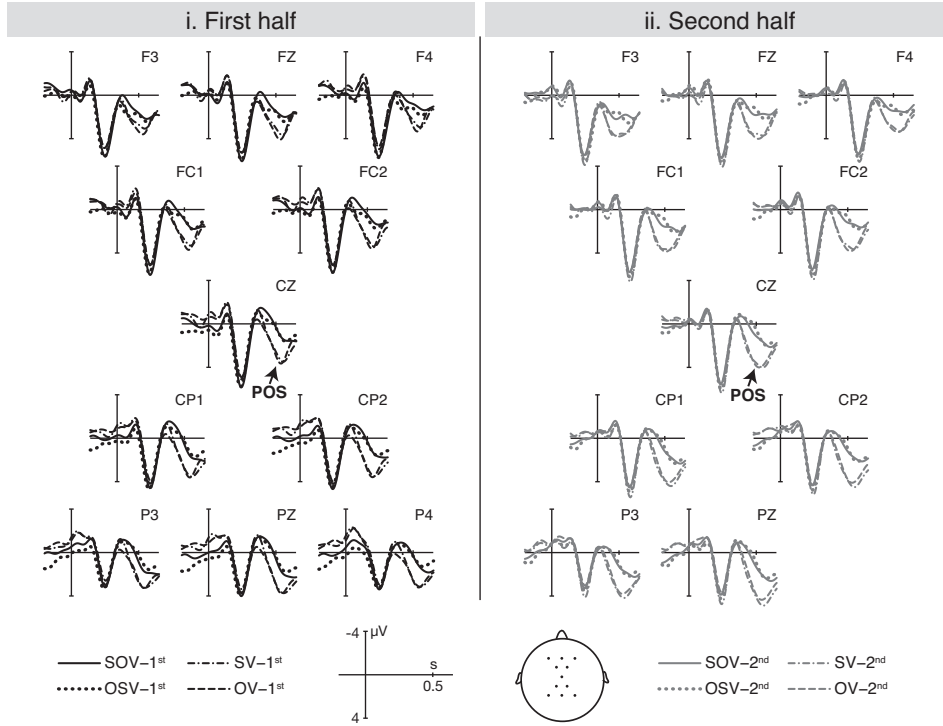 i. First half
ii. Second half
F3 FZ F4
F3 FZ F4
FC1 FC2
FC1 FC2
CZ
CZ
POS
POS
CP1 CP2
CP1 CP2
P3 PZ P4
P3 PZ
-4 µV
s
0.5
4
SOV–1st SV–1st
OSV–1st OV–1st
SOV–2nd SV–2nd
OSV–2nd OV–2nd